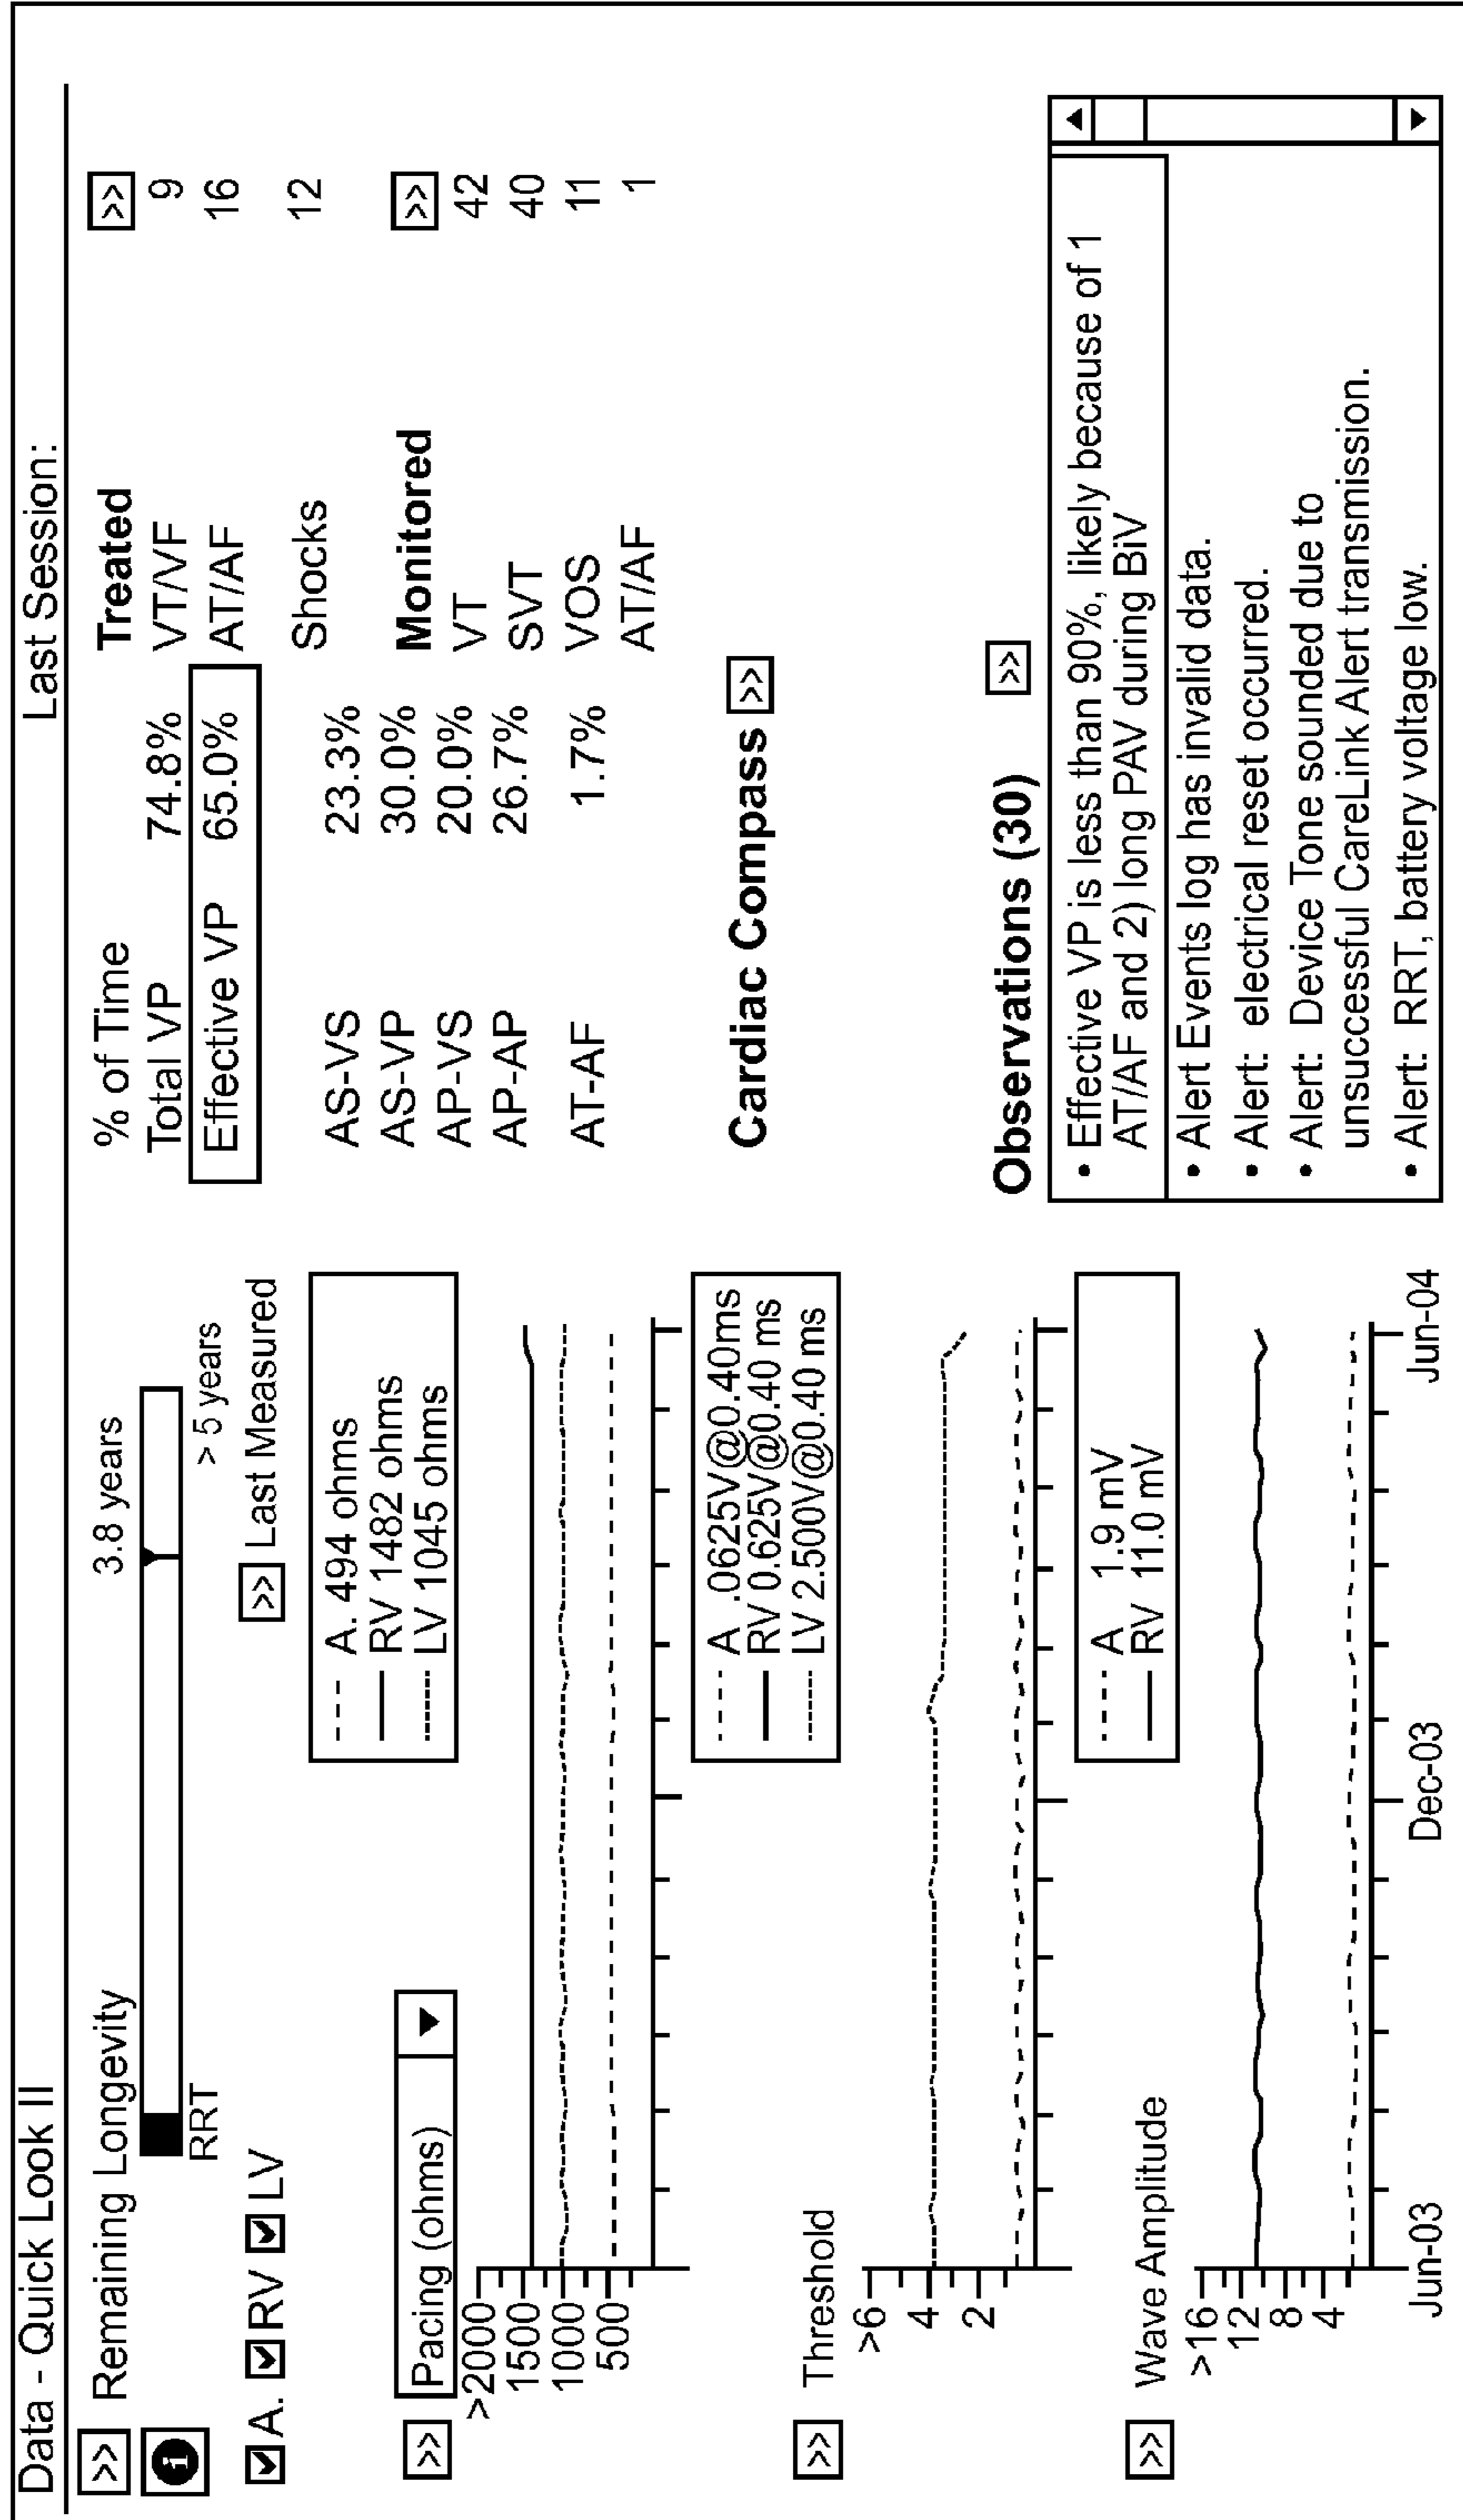 Data - Quick Look II
Last Session:
>> Remaining Longevity
3.8 years
i
RRT
> 5 years
A. RV LV
>> Last Measured
>> Pacing (ohms)
A. 494 ohms
RV 1482 ohms
LV 1045 ohms
>2000
1500
1000
500
>> Threshold
A .0625V@0.40ms
RV 0.625V@0.40 ms
LV 2.500V@0.40 ms
>6
4
2
>> Wave Amplitude
A 1.9 mV
RV 11.0 mV
>16
12
8
4
Jun-03
Dec-03
Jun-04
% of Time
Total VP 74.8%
Effective VP 65.0%
AS-VS 23.3%
AS-VP 30.0%
AP-VS 20.0%
AP-AP 26.7%
AT-AF 1.7%
Treated >>
VT/VF 9
AT/AF 16
Shocks 12
Monitored >>
VT 42
SVT 40
VOS 11
AT/AF 1
Cardiac Compass >>
Observations (30) >>
• Effective VP is less than 90%, likely because of 1
AT/AF and 2) long PAV during BiV
• Alert Events log has invalid data.
• Alert: electrical reset occurred.
• Alert: Device Tone sounded due to
unsuccessful CareLink Alert transmission.
• Alert: RRT, battery voltage low.